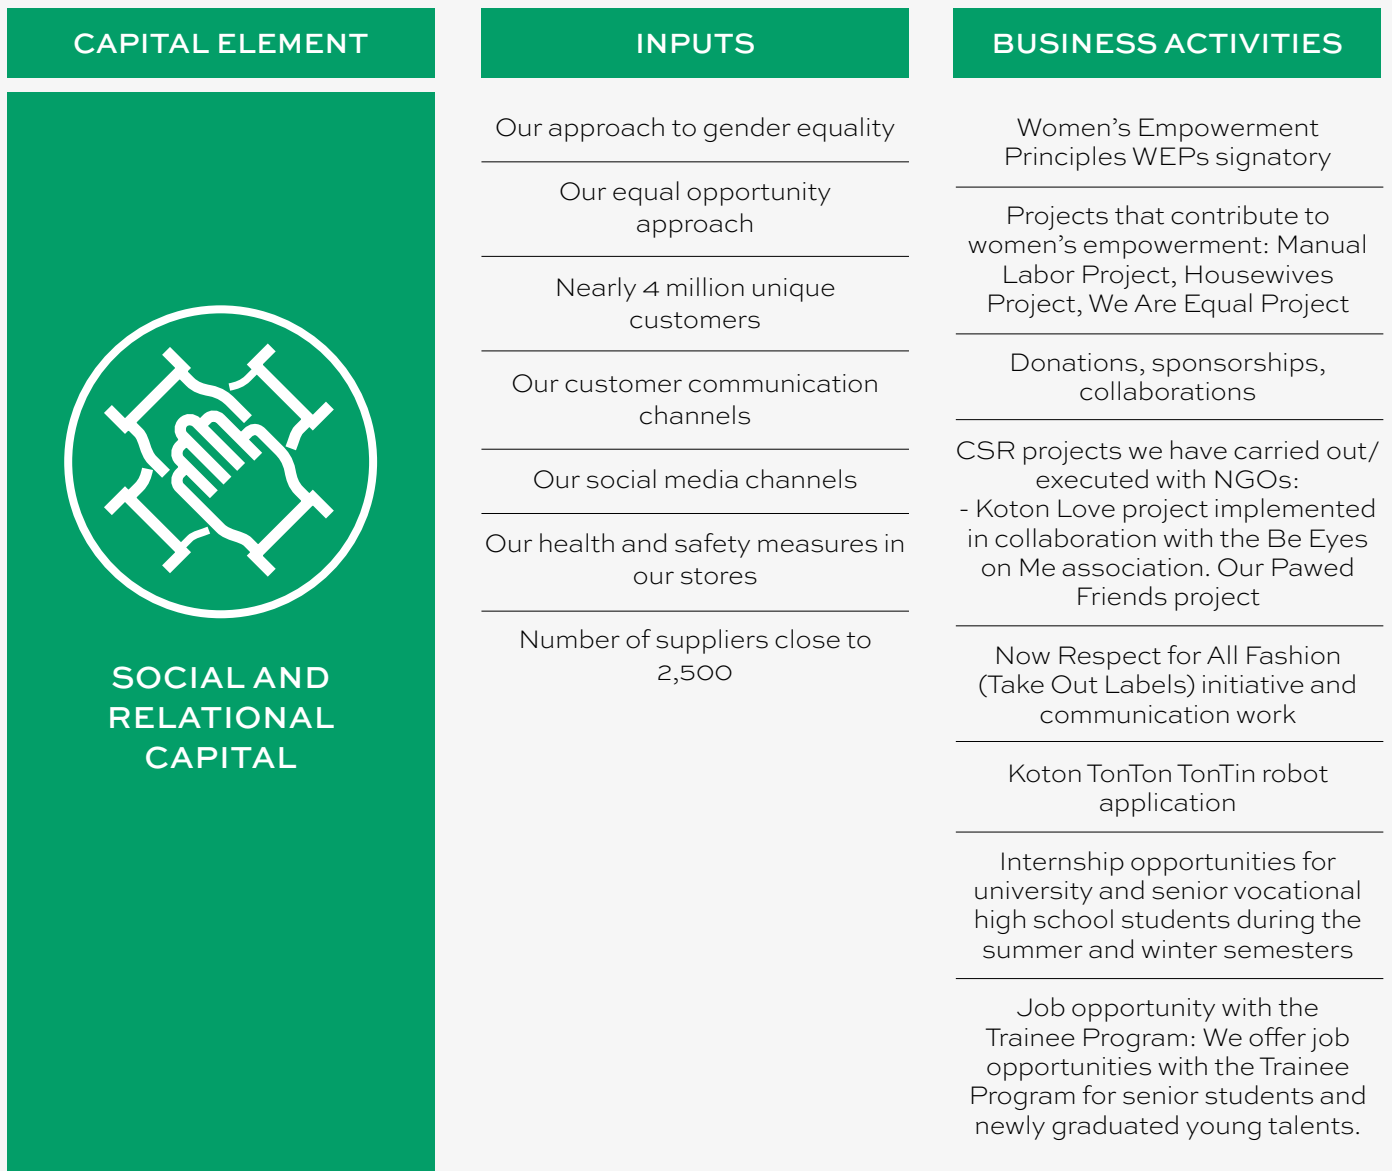 CAPITAL ELEMENT
SOCIAL AND
RELATIONAL
CAPITAL
INPUTS
Our approach to gender equality
Our equal opportunity
approach
Nearly 4 million unique
customers
Our customer communication
channels
Our social media channels
Our health and safety measures in
our stores
Number of suppliers close to
2,500
BUSINESS ACTIVITIES
Women’s Empowerment
Principles WEPs signatory
Projects that contribute to
women’s empowerment: Manual
Labor Project, Housewives
Project, We Are Equal Project
Donations, sponsorships,
collaborations
CSR projects we have carried out/
executed with NGOs:
- Koton Love project implemented
in collaboration with the Be Eyes
on Me association. Our Pawed
Friends project
Now Respect for All Fashion
(Take Out Labels) initiative and
communication work
Koton TonTon TonTin robot
application
Internship opportunities for
university and senior vocational
high school students during the
summer and winter semesters
Job opportunity with the
Trainee Program: We offer job
opportunities with the Trainee
Program for senior students and
newly graduated young talents.